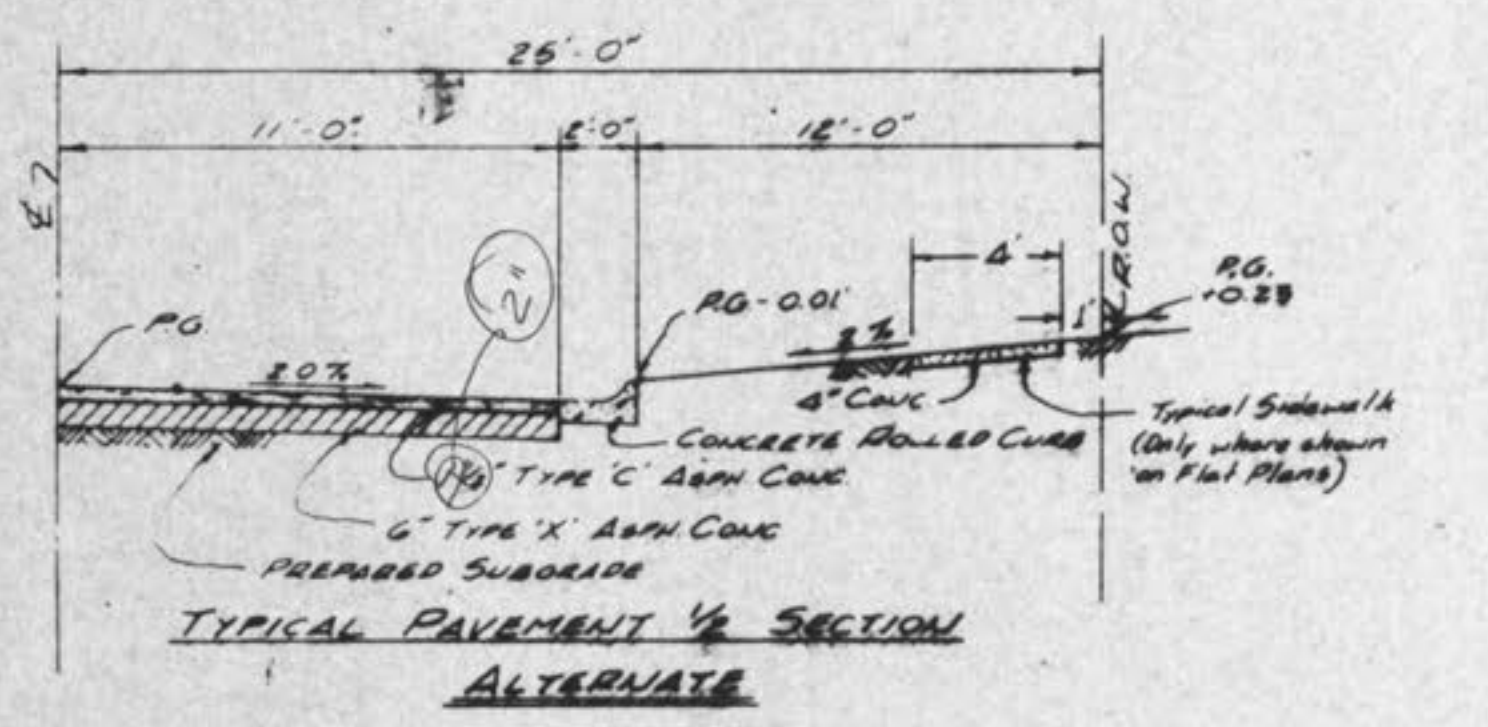 25'-0"
11'-0"
2'-0"
12'-0"
℄
R.O.W.
4'
P.G.
+0.23
1'
2"
P.G.
P.G-0.01'
2%
2.0%
4" CONC.
Typical Sidewalk
(Only where shown
on Flat Plans)
CONCRETE ROLLED CURB
" TYPE 'C' ASPH. CONC.
6" TYPE 'X' ASPH. CONC
PREPARED SUBGRADE
TYPICAL PAVEMENT 1/2 SECTION
ALTERNATE